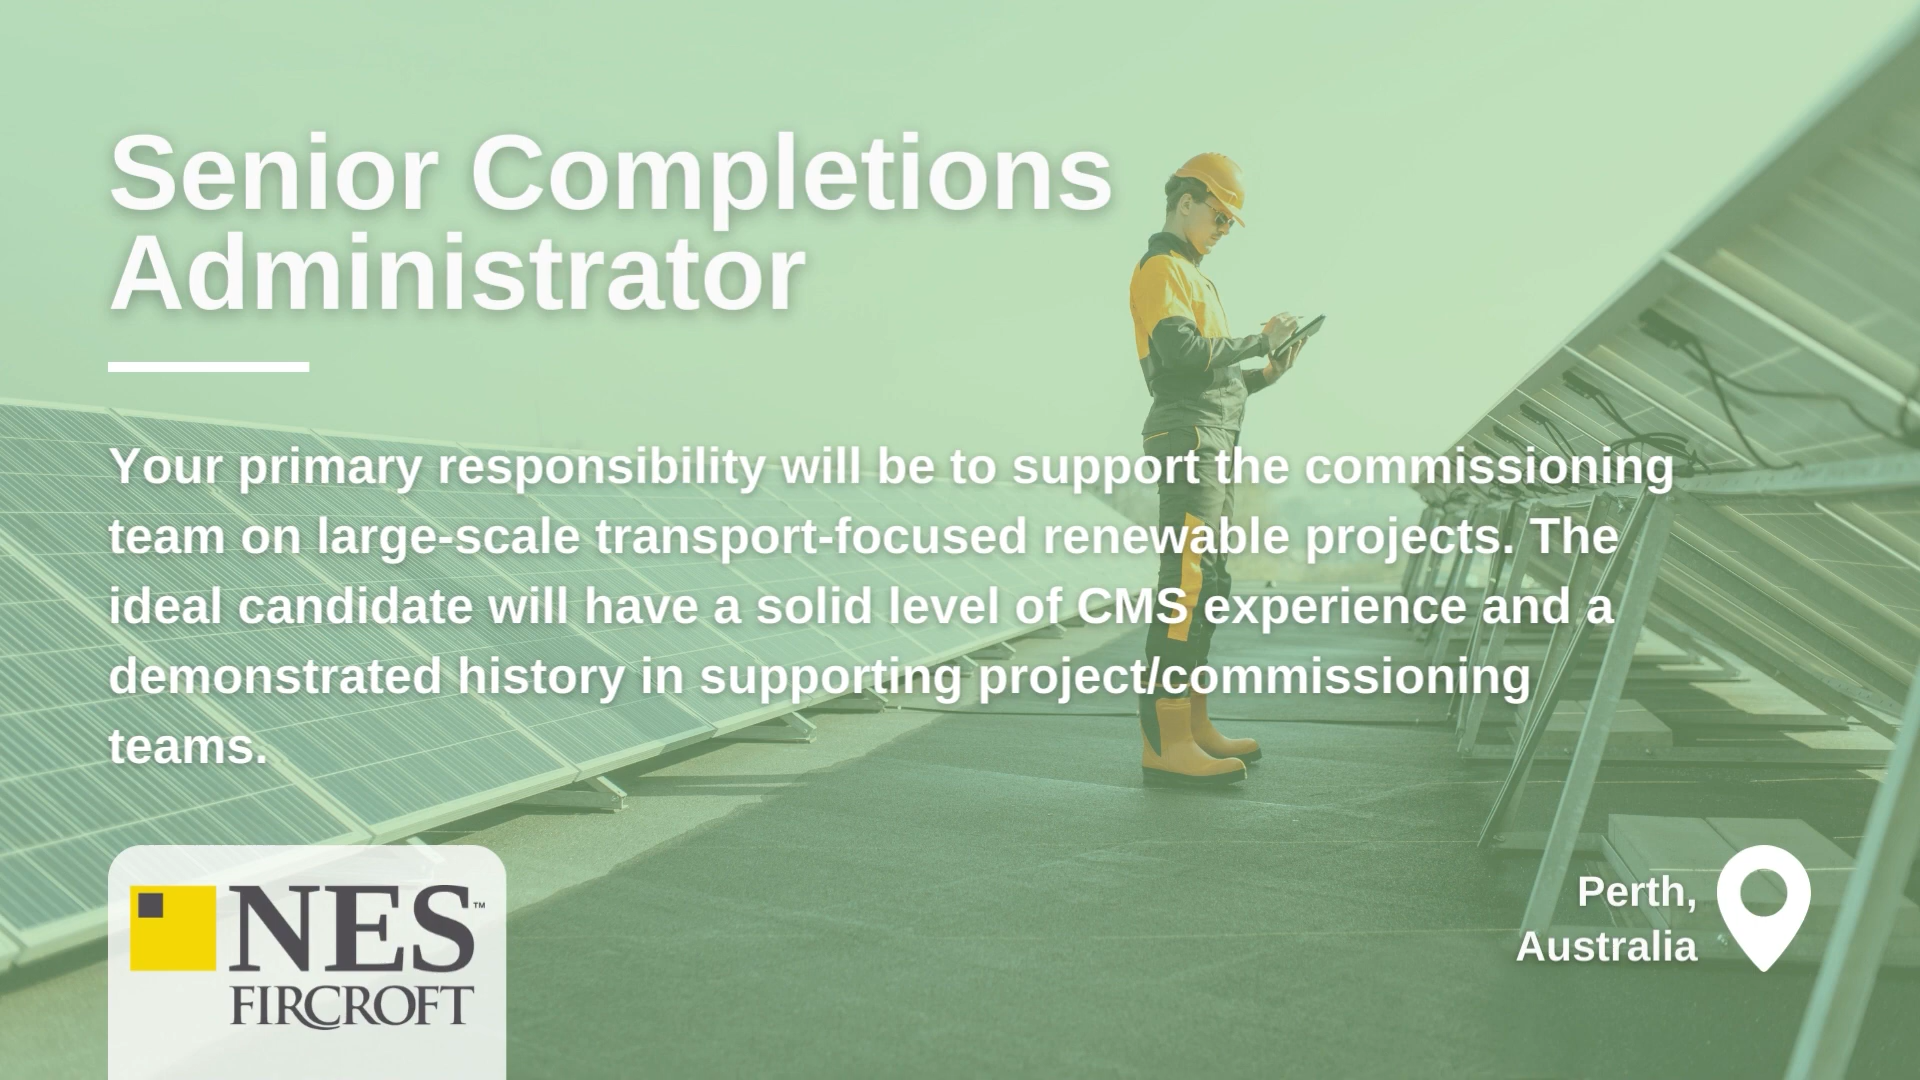 Senior Completions
Administrator
Your primary responsibility will be to support the commissioning
team on large-scale transport-focused renewable projects. The
ideal candidate will have a solid level of CMS experience and a
demonstrated history in supporting project/commissioning
teams.
NES™
FIRCROFT
Perth,
Australia